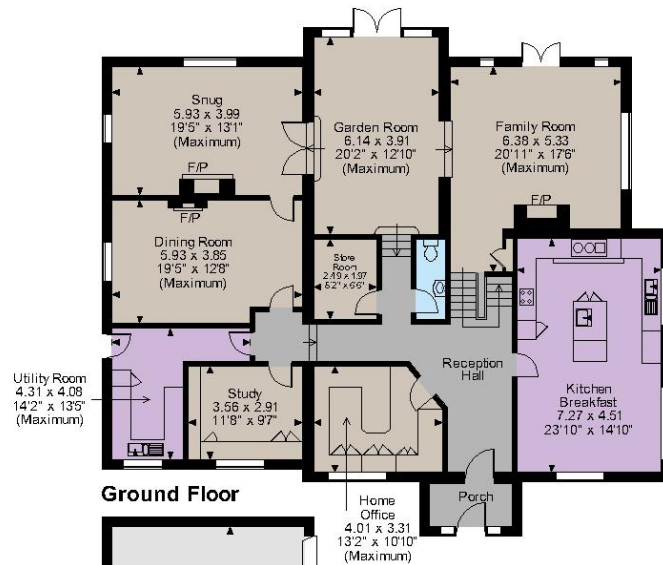 Snug
5.93 x 3.99
19'5" x 13'1"
(Maximum)
F/P
Garden Room
6.14 x 3.91
20'2" x 12'10"
(Maximum)
Family Room
6.38 x 5.33
20'11" x 17'6"
(Maximum)
F/P
F/P
Dining Room
5.93 x 3.85
19'5" x 12'8"
(Maximum)
Store
Room
2.49 x 1.97
8'2" x 6'6"
Utility Room
4.31 x 4.08
14'2" x 13'5"
(Maximum)
Study
3.56 x 2.91
11'8" x 9'7"
Reception
Hall
Kitchen
Breakfast
7.27 x 4.51
23'10" x 14'10"
Ground Floor
Home
Office
4.01 x 3.31
13'2" x 10'10"
(Maximum)
Porch